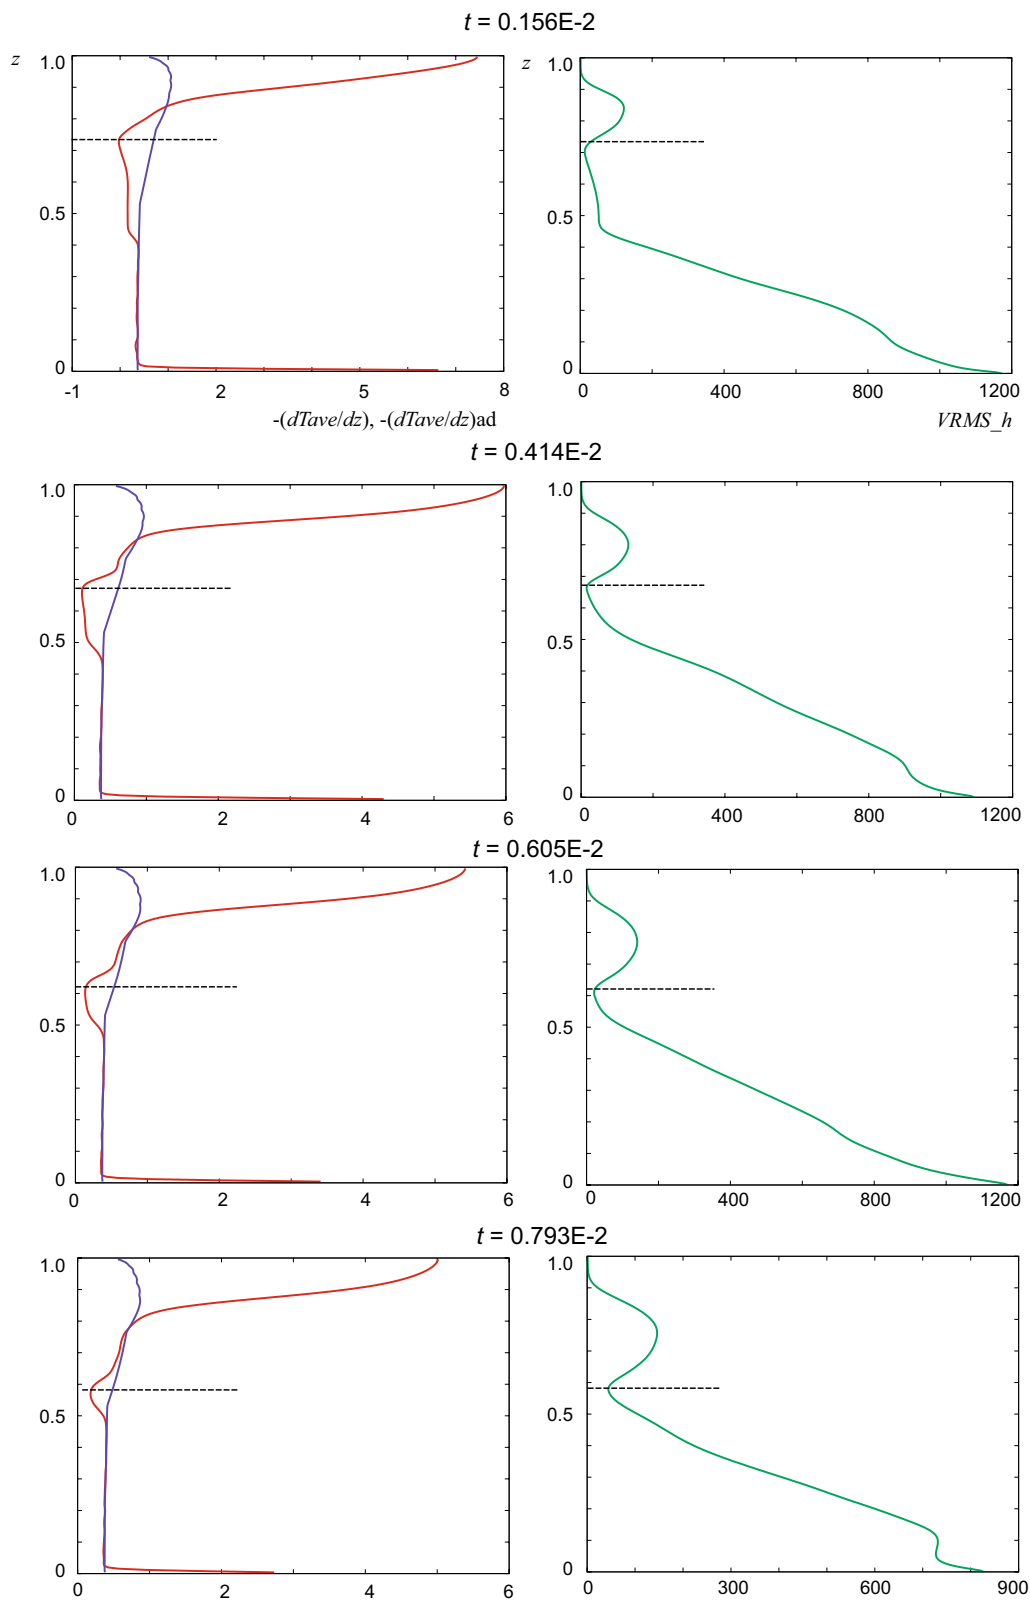 t = 0.156E-2
z 1.0 z 1.0
0.5 0.5
0 0
-1 2 5 8 0 400 800 1200
-(dTave/dz), -(dTave/dz)ad VRMS_h
t = 0.414E-2
1.0 1.0
0.5 0.5
0 0
0 2 4 6 0 400 800 1200
t = 0.605E-2
1.0 1.0
0.5 0.5
0 0
0 2 4 6 0 400 800 1200
t = 0.793E-2
1.0 1.0
0.5 0.5
0 0
0 2 4 6 0 300 600 900